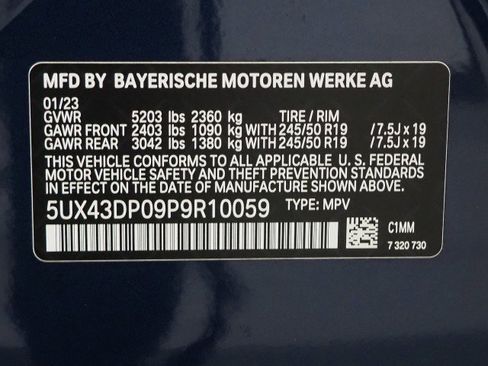 MFD BY BAYERISCHE MOTOREN WERKE AG
01/23
GVWR 5203 lbs 2360 kg TIRE / RIM
GAWR FRONT 2403 lbs 1090 kg WITH 245/50 R19 / 7.5J x 19
GAWR REAR 3042 lbs 1380 kg WITH 245/50 R19 / 7.5J x 19
THIS VEHICLE CONFORMS TO ALL APPLICABLE U. S. FEDERAL
MOTOR VEHICLE SAFETY AND THEFT PREVENTION STANDARDS
IN EFFECT ON THE DATE OF MANUFACTURE SHOWN ABOVE.
5UX43DP09P9R10059 TYPE: MPV
C1MM
7 320 730